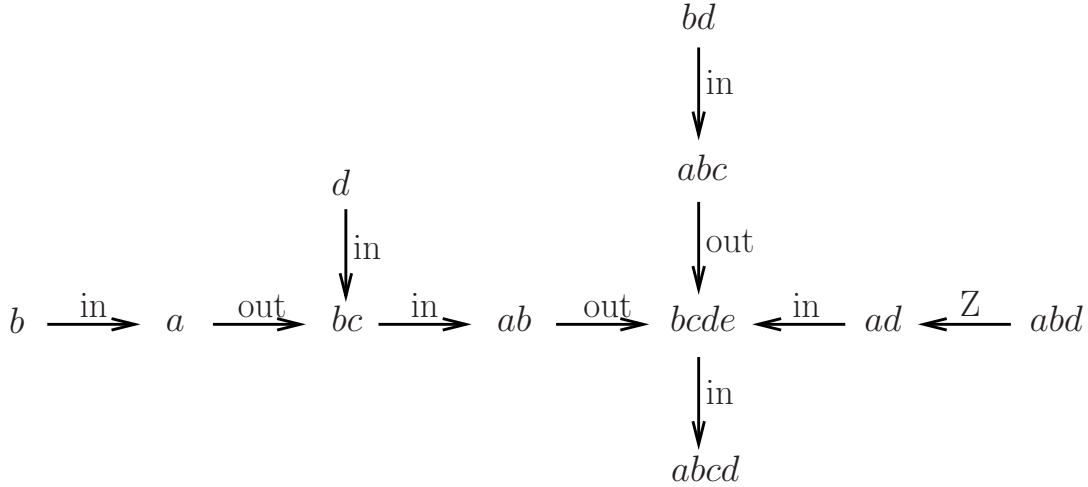 bd
in
abc
d
out
in
b in a out bc in ab out bcde in ad Z abd
in
abcd